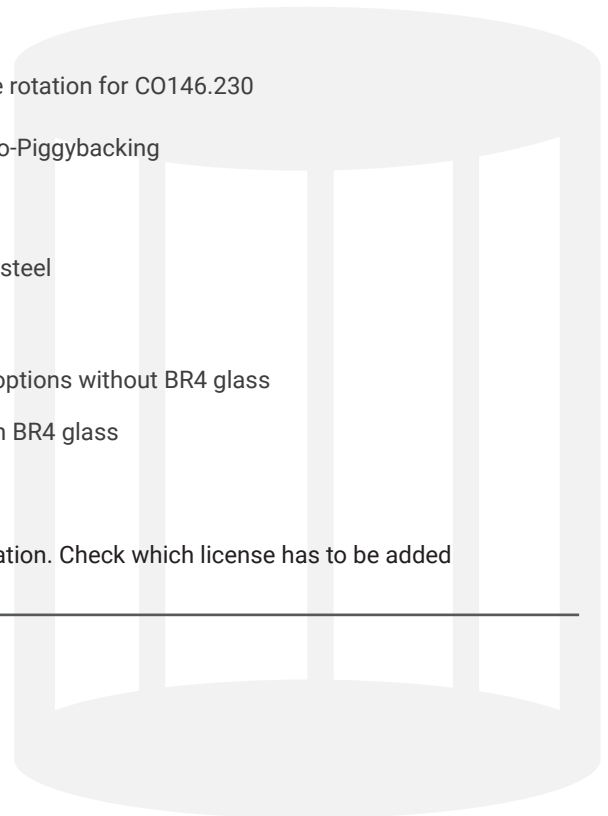 rotation for CO146.230
o-Piggybacking
steel
options without BR4 glass
BR4 glass
ation. Check which license has to be added